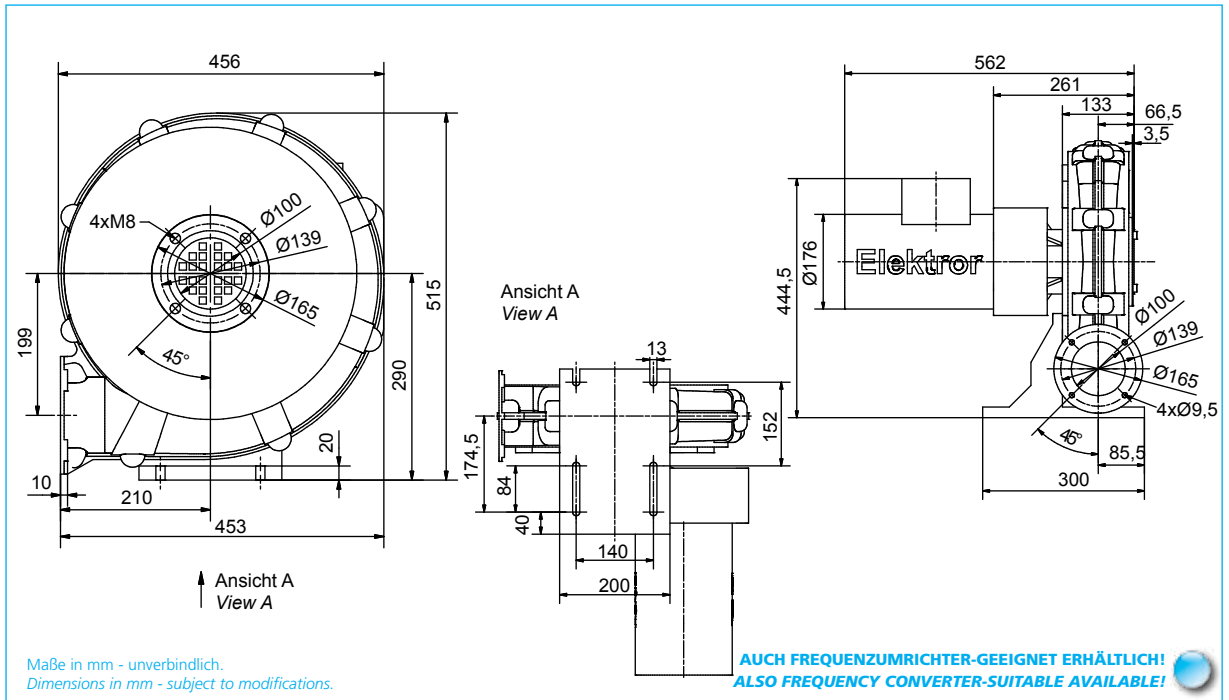 456
4xM8
Ø100
Ø139
Ø165
45°
199
515
290
20
10
210
453
Ansicht A
View A
Ansicht A
View A
13
152
174,5
84
40
140
200
562
261
133
66,5
3,5
444,5
Ø176
Elektror
Ø100
Ø139
Ø165
4xØ9,5
45°
85,5
300
Maße in mm - unverbindlich.
Dimensions in mm - subject to modifications.
AUCH FREQUENZUMRICHTER-GEEIGNET ERHÄLTLICH!
ALSO FREQUENCY CONVERTER-SUITABLE AVAILABLE!